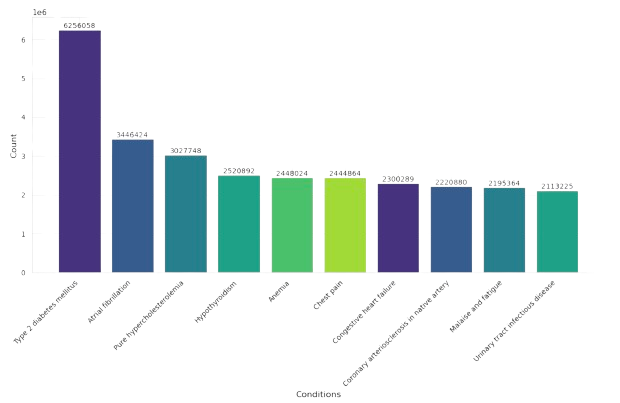 1e6
6256058
3446424
3027748
2520892
2448024
2444864
2300289
2220880
2195364
2113225
6
5
4
3
2
1
0
Count
Type 2 diabetes mellitus
Atrial fibrillation
Pure hypercholesterolemia
Hypothyroidism
Anemia
Chest pain
Congestive heart failure
Coronary arteriosclerosis in native artery
Malaise and fatigue
Urinary tract infectious disease
Conditions